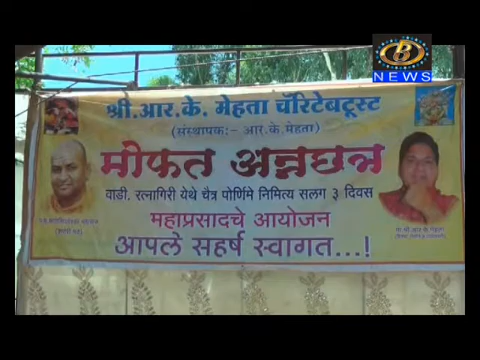 B
NEWS
श्री.आर.के. मेहता चॅरिटेबट्रस्ट
(संस्थापक:- आर.के.मेहता)
मोफत अन्नछत्र
वाडी. रत्नागिरी येथे चैत्र पोर्णिमे निमित्य सलग ३ दिवस
महाप्रसादचे आयोजन
आपले सहर्ष स्वागत...!